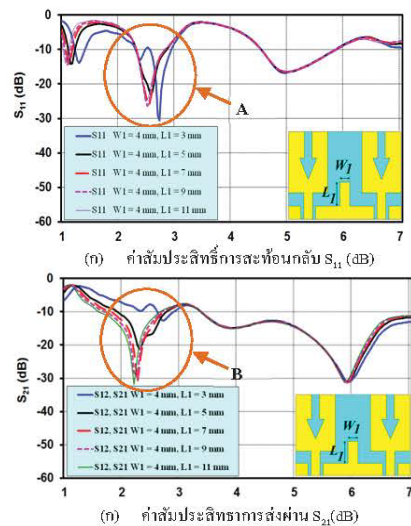 0
-10
-20
-30
-40
-50
-60
S11 (dB)
A
S11 W1 = 4 mm, L1 = 3 mm
S11 W1 = 4 mm, L1 = 5 mm
S11 W1 = 4 mm, L1 = 7 mm
S11 W1 = 4 mm, L1 = 9 mm
S11 W1 = 4 mm, L1 = 11 mm
W1
L1
1 2 3 4 5 6 7
(ก) ค่าสัมประสิทธิ์การสะท้อนกลับ S11 (dB)
0
-10
-20
-30
-40
-50
S21 (dB)
B
S12, S21 W1 = 4 mm, L1 = 3 mm
S12, S21 W1 = 4 mm, L1 = 5 mm
S12, S21 W1 = 4 mm, L1 = 7 mm
S12, S21 W1 = 4 mm, L1 = 9 mm
S12, S21 W1 = 4 mm, L1 = 11 mm
W1
L1
1 2 3 4 5 6 7
(ก) ค่าสัมประสิทธาการส่งผ่าน S21(dB)